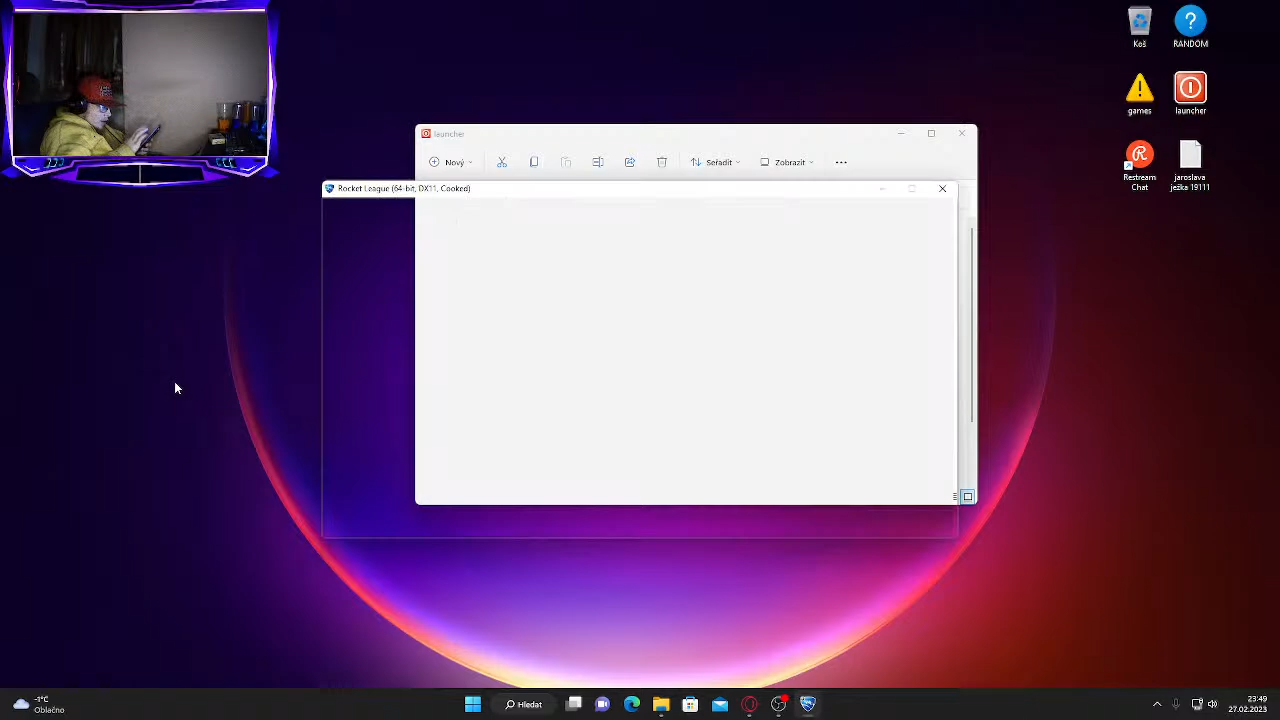 Koš
RANDOM
games
launcher
Restream
Chat
jaroslava
ježka 19111
launcher
Nový
Seřadit
Zobrazit
Rocket League (64-bit, DX11, Cooked)
-1°C
Oblačno
Hledat
23:49
27.02.2023